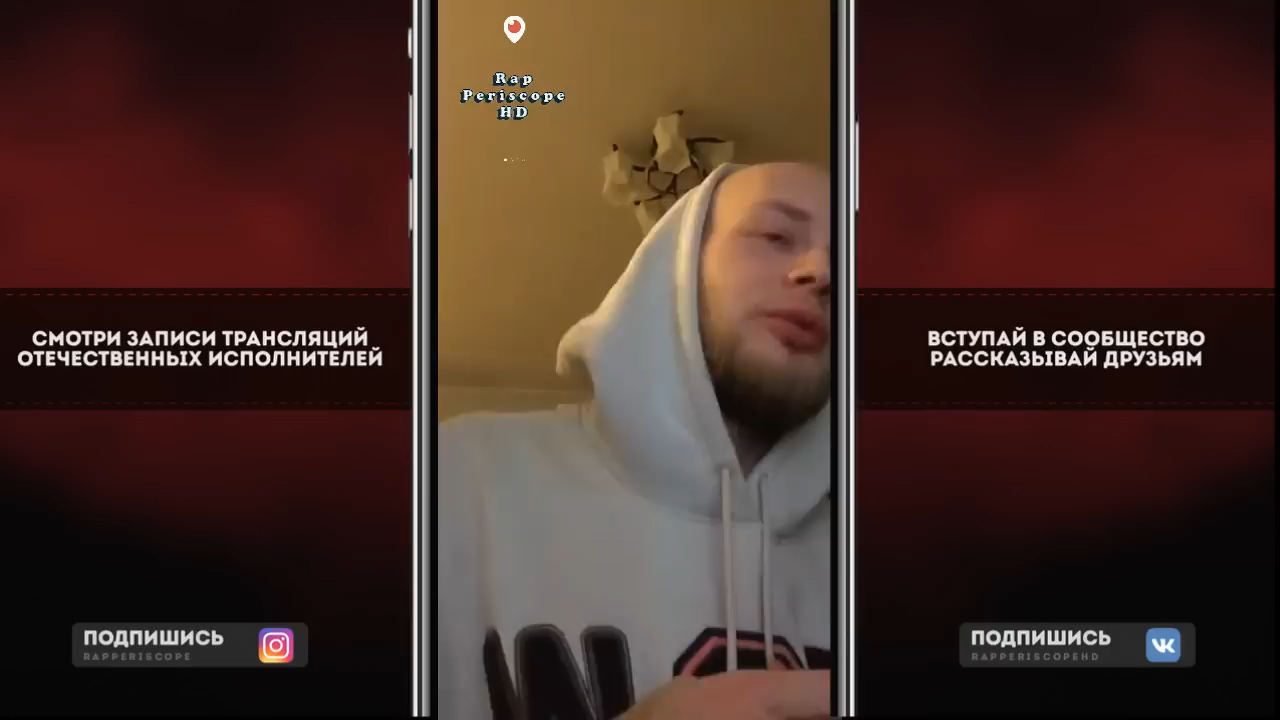 Rap
Periscope
HD
СМОТРИ ЗАПИСИ ТРАНСЛЯЦИЙ
ОТЕЧЕСТВЕННЫХ ИСПОЛНИТЕЛЕЙ
ВСТУПАЙ В СООБЩЕСТВО
РАССКАЗЫВАЙ ДРУЗЬЯМ
ПОДПИШИСЬ
RAPPERISCOPE
ПОДПИШИСЬ
RAPPERISCOPEHD